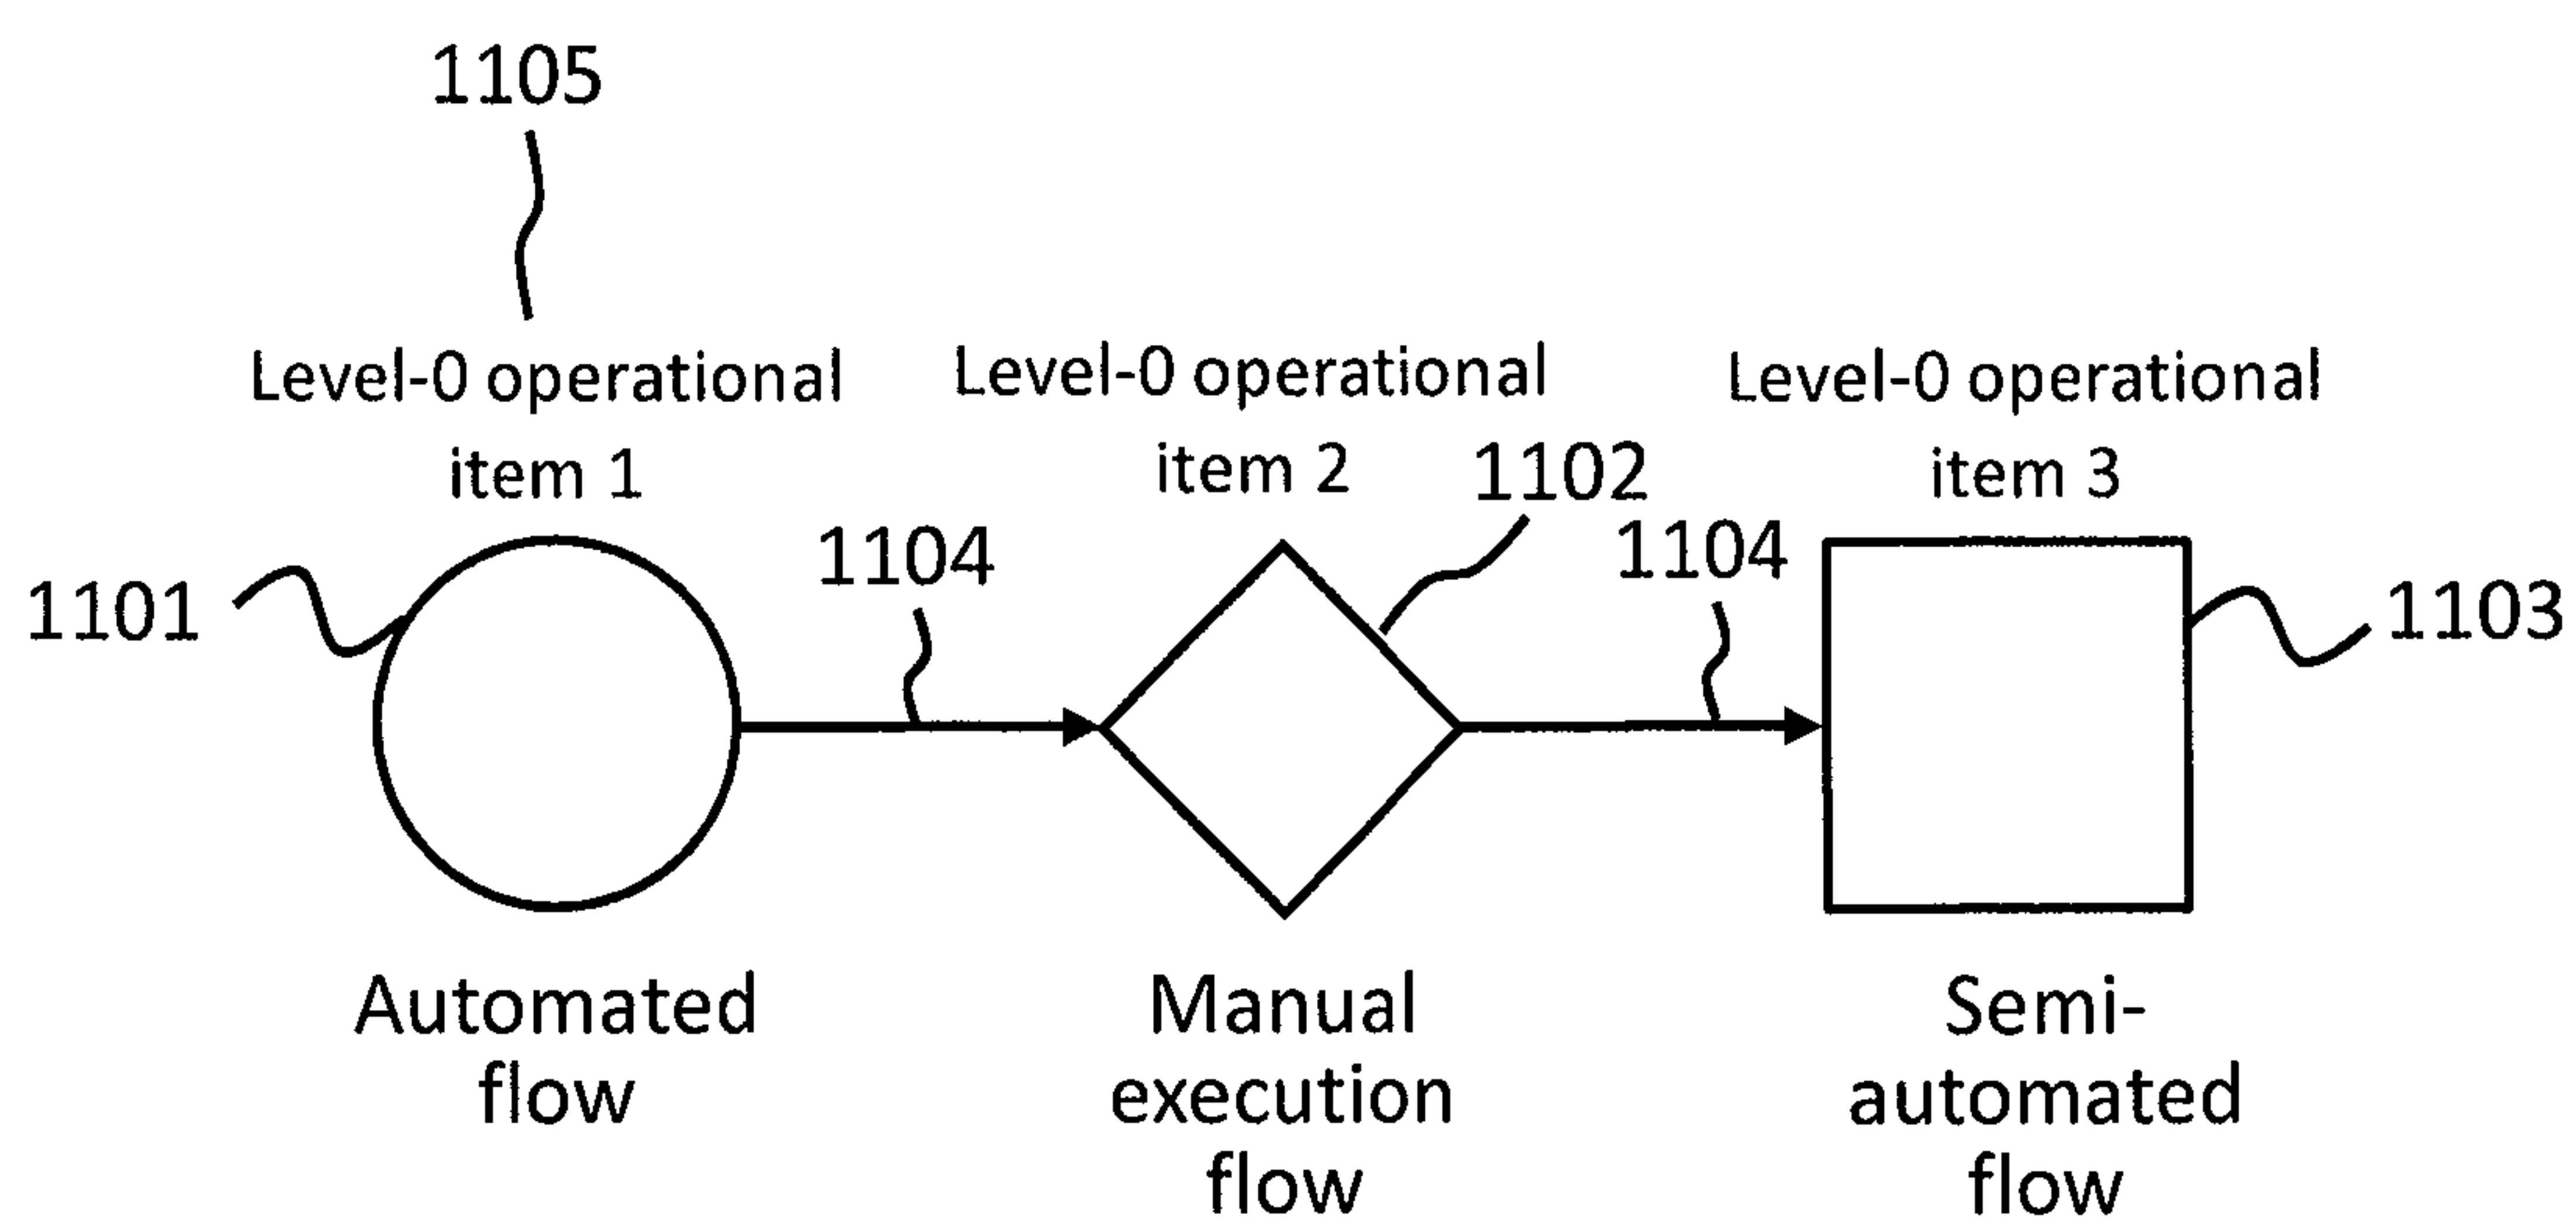 1105
Level-0 operational
item 1
Level-0 operational
item 2
Level-0 operational
item 3
1101
1104
1102
1104
1103
Automated
flow
Manual
execution
flow
Semi-
automated
flow